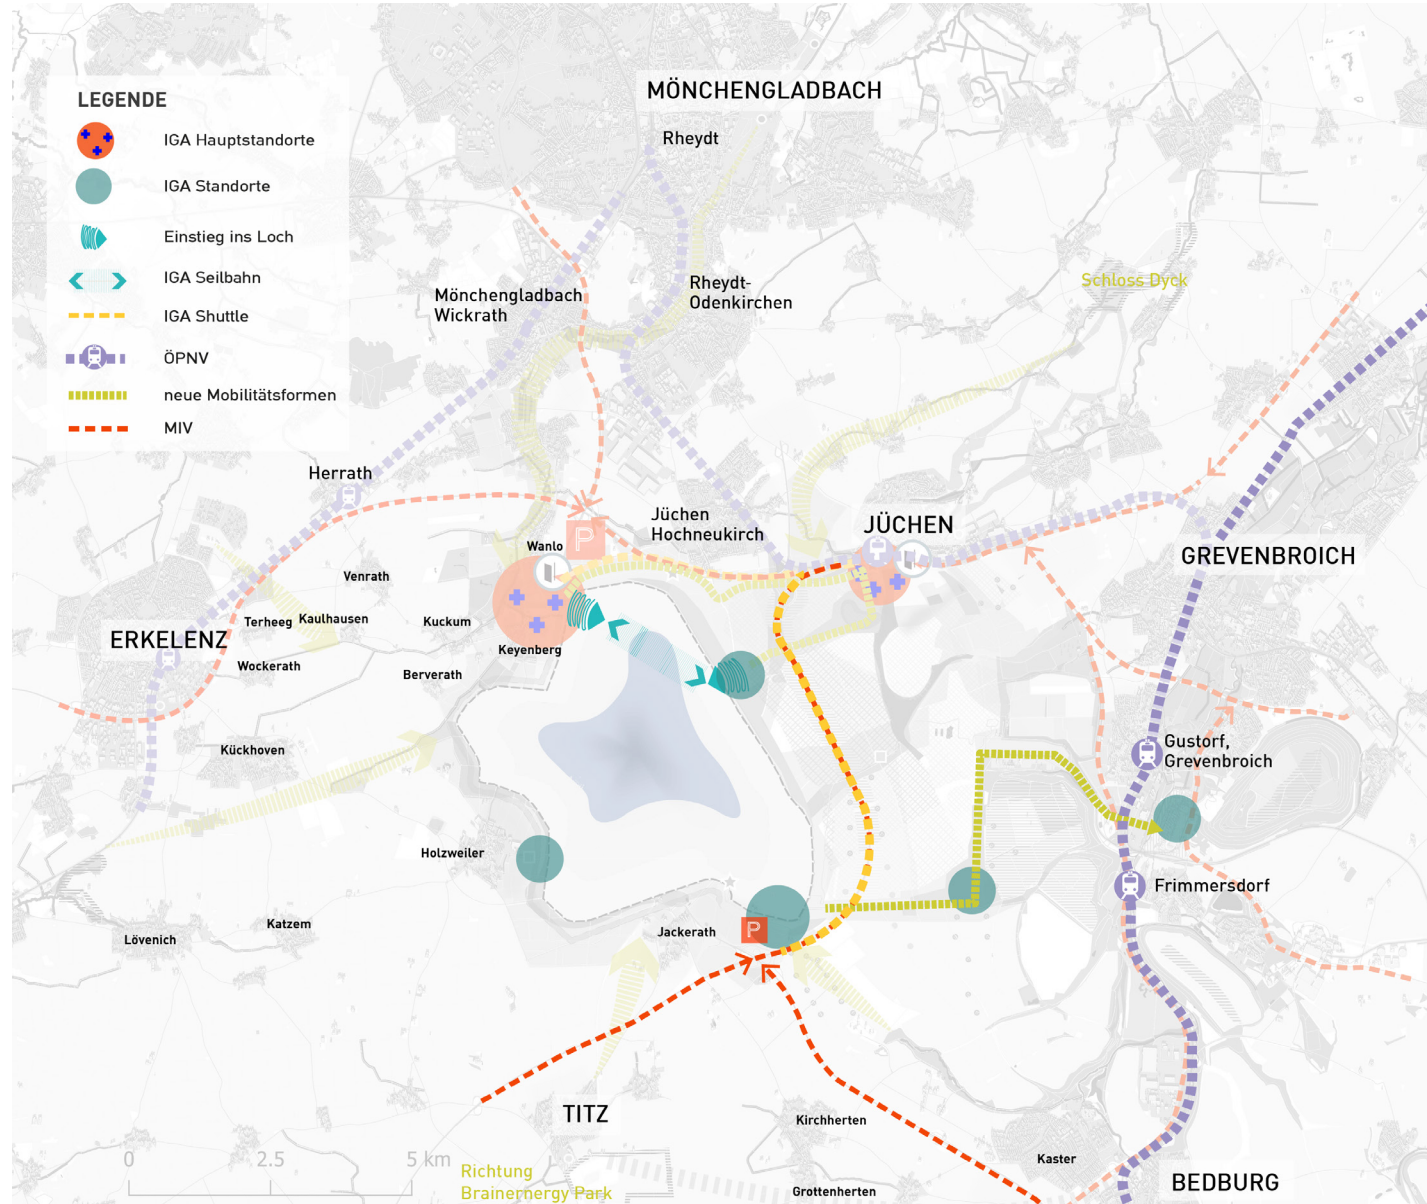 MÖNCHENGLADBACH
LEGENDE
IGA Hauptstandorte
Rheydt
IGA Standorte
Einstieg ins Loch
IGA Seilbahn
Schloss Dyck
Mönchengladbach
Wickrath
Rheydt-
Odenkirchen
IGA Shuttle
ÖPNV
neue Mobilitätsformen
MIV
Herrath
Jüchen
Hochneukirch
JÜCHEN
P
Wanlo
GREVENBROICH
Venrath
Terheeg
Kaulhausen
Kuckum
ERKELENZ
Keyenberg
Wockerath
Berverath
Kückhoven
Gustorf,
Grevenbroich
Holzweiler
Frimmersdorf
Katzem
Jackerath
P
Lövenich
TITZ
Kirchherten
Kaster
0
2.5
5 km
Richtung
Brainernergy Park
BEDBURG
Grottenherten